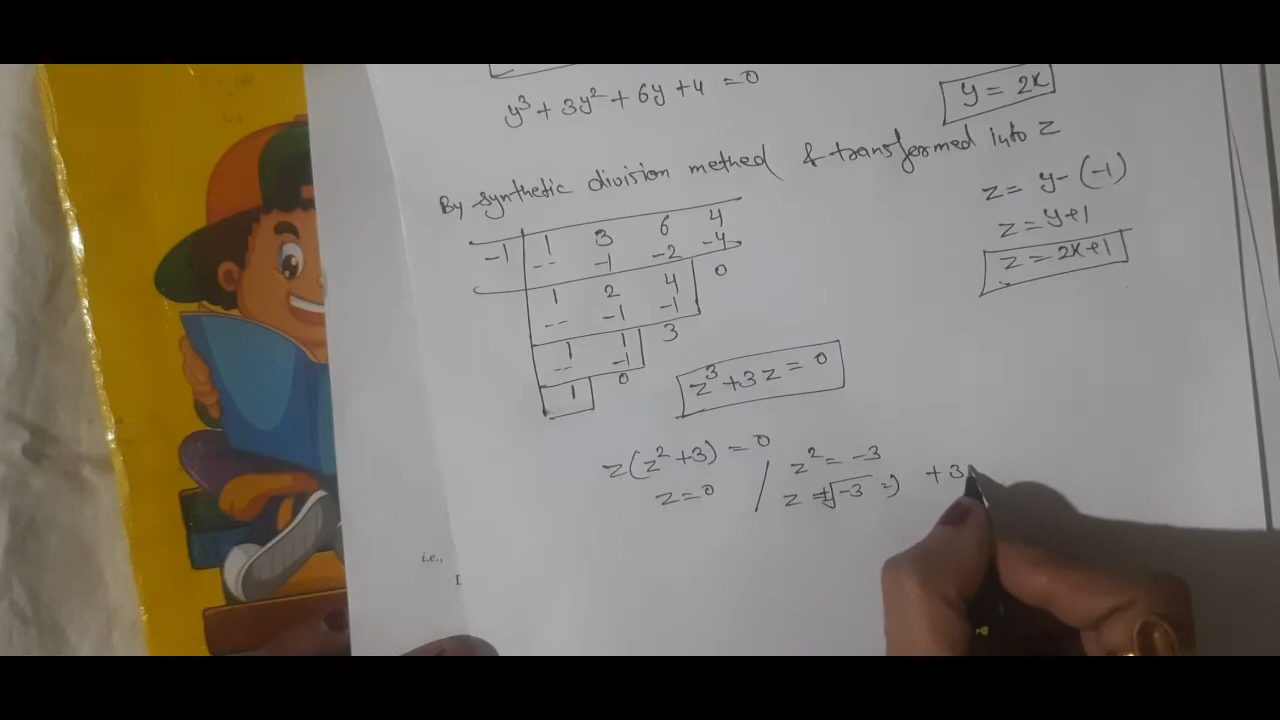 y³ + 3y² + 6y + 4 = 0
y = 2x
By synthetic division method & transformed into z
z = y - (-1)
z = y+1
z = 2x+1
-1 | 1 3 6 4
-- -1 -2 -4
1 2 4 0
-- -1 -1
1 1 3
-- -1
1 0
z³ + 3z = 0
z(z² + 3) = 0
z = 0 / z² = -3
z = ±√-3 => + 3
i.e.,